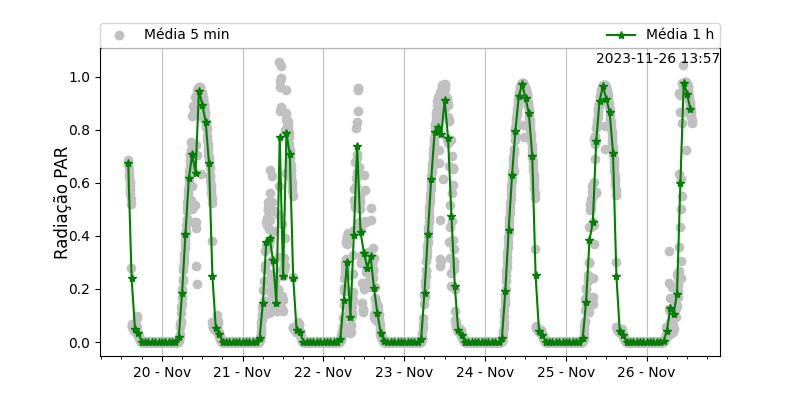 Média 5 min
Média 1 h
2023-11-26 13:57
Radiação PAR
1.0
0.8
0.6
0.4
0.2
0.0
20 - Nov
21 - Nov
22 - Nov
23 - Nov
24 - Nov
25 - Nov
26 - Nov